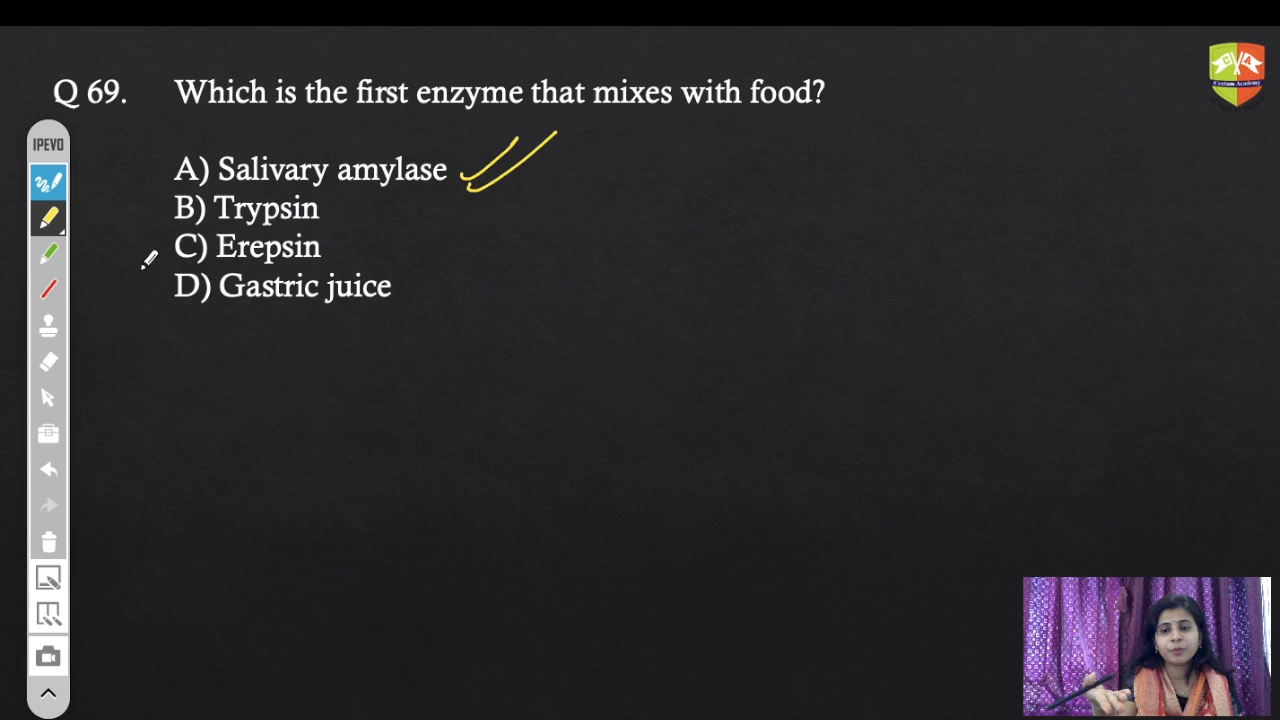 Q 69. Which is the first enzyme that mixes with food?
IPEVO
A) Salivary amylase
B) Trypsin
C) Erepsin
D) Gastric juice